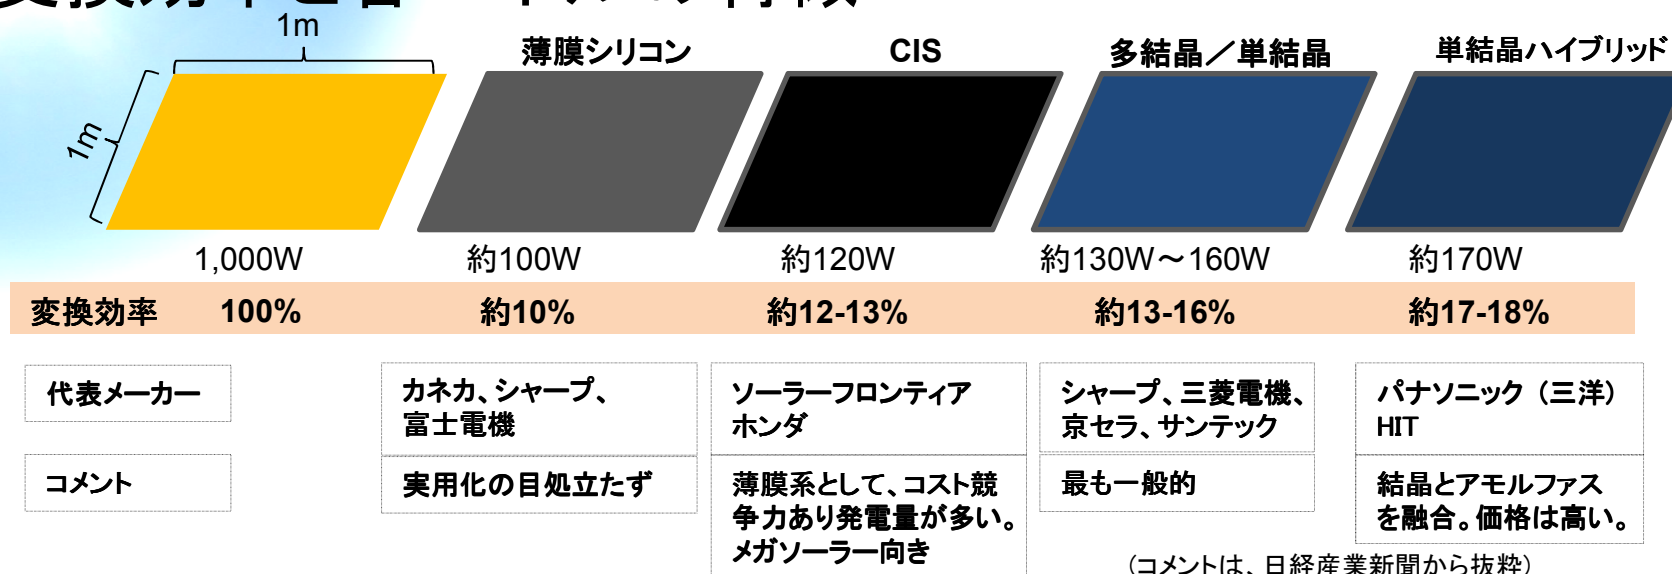 1m
薄膜シリコン
CIS
多結晶／単結晶
単結晶ハイブリッド
1m
1,000W
約100W
約120W
約130W～160W
約170W
変換効率
100%
約10%
約12-13%
約13-16%
約17-18%
代表メーカー
カネカ、シャープ、
富士電機
ソーラーフロンティア
ホンダ
シャープ、三菱電機、
京セラ、サンテック
パナソニック（三洋）
HIT
コメント
実用化の目処立たず
薄膜系として、コスト競
争力あり発電量が多い。
メガソーラー向き
最も一般的
結晶とアモルファス
を融合。価格は高い。
（コメントは、日経産業新聞から抜粋）